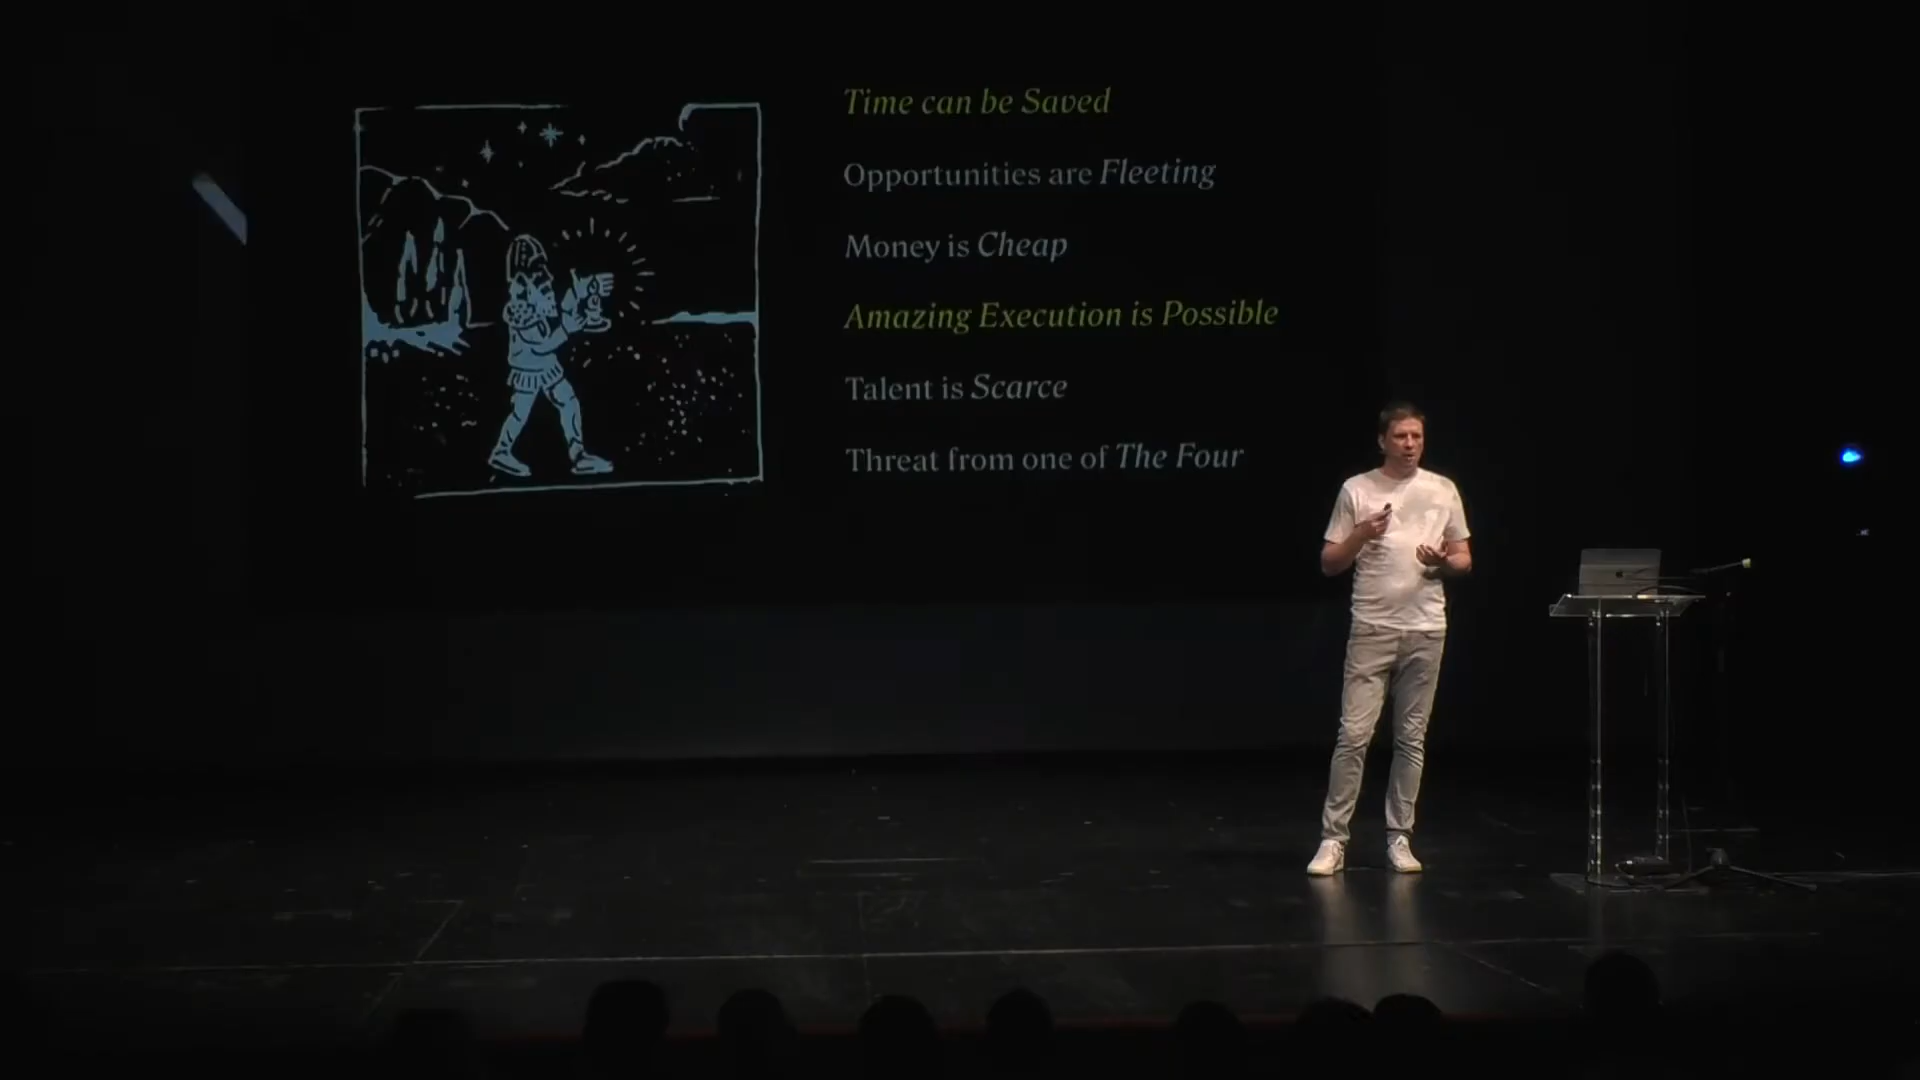 Time can be Saved
Opportunities are Fleeting
Money is Cheap
Amazing Execution is Possible
Talent is Scarce
Threat from one of The Four